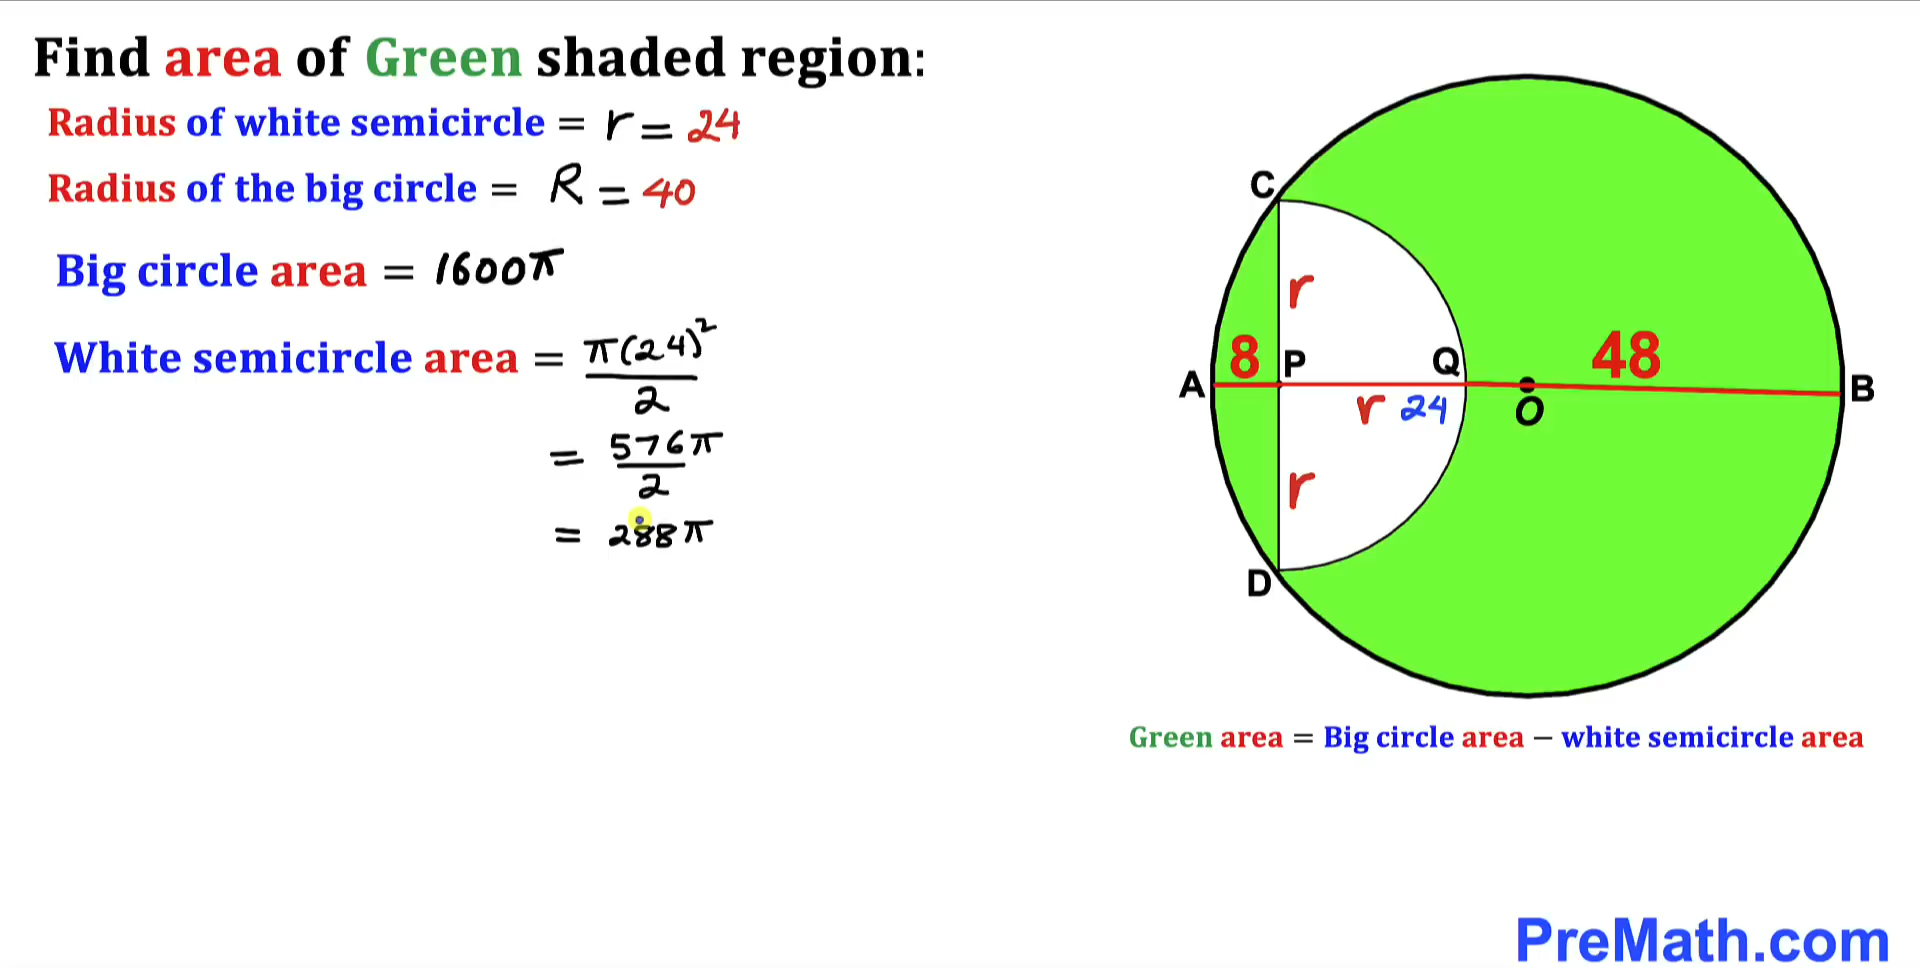 Find area of Green shaded region:
Radius of white semicircle = r = 24
Radius of the big circle = R = 40
Big circle area = 1600π
White semicircle area = π(24)²
2
= 576π
2
= 288π
C
r
8
P
Q
48
A
B
r 24
O
r
D
Green area = Big circle area − white semicircle area
PreMath.com